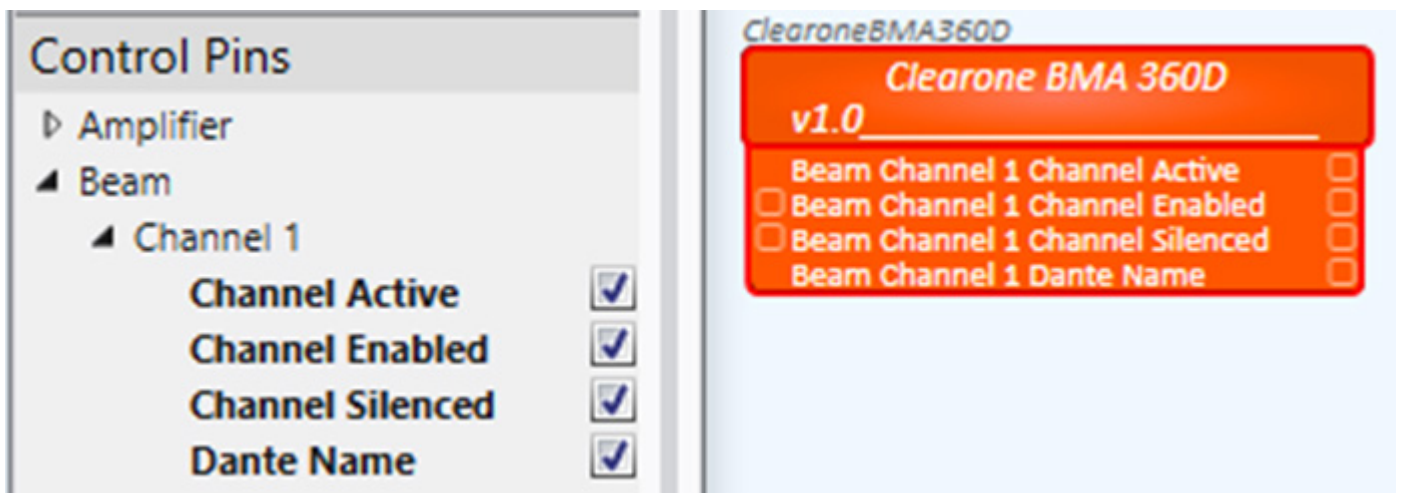 Control Pins
Amplifier
Beam
Channel 1
Channel Active
Channel Enabled
Channel Silenced
Dante Name
ClearoneBMA360D
Clearone BMA 360D
v1.0
Beam Channel 1 Channel Active
Beam Channel 1 Channel Enabled
Beam Channel 1 Channel Silenced
Beam Channel 1 Dante Name